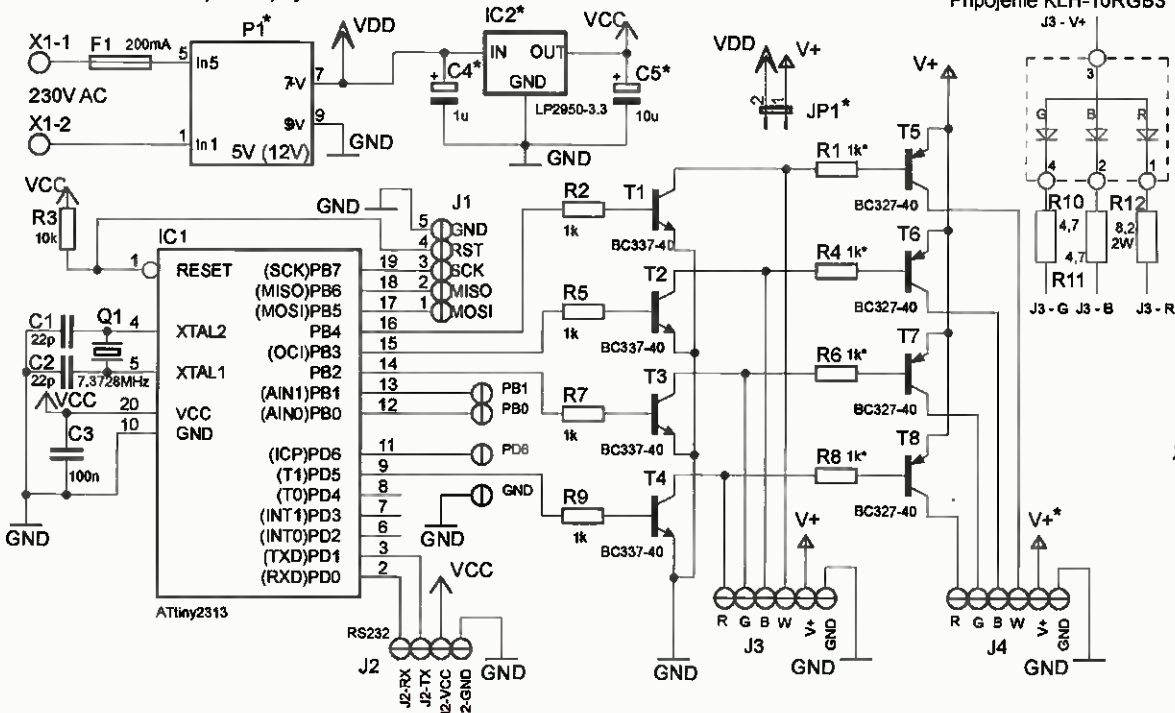 Pripojenie KLH-10RGB3
X1-1
F1
200mA
5
In5
P1*
7
VDD
IC2*
IN
OUT
GND
LP2950-3.3
VCC
230V AC
X1-2
1
In1
9
5V (12V)
GND
C4*
1u
C5*
10u
GND
VDD
V+
2
1
JP1*
V+
J3 - V+
3
G
B
R
4
2
1
R10
R12
4,7
8,2
2W
4,7
R11
J3 - G
J3 - B
J3 - R
VCC
R3
10k
IC1
1
RESET
C1
22p
Q1
4
XTAL2
C2
22p
7.3728MHz
5
XTAL1
VCC
20
VCC
10
GND
C3
100n
GND
ATtiny2313
(SCK)PB7
19
(MISO)PB6
18
(MOSI)PB5
17
PB4
16
(OCI)PB3
15
PB2
14
(AIN1)PB1
13
PB1
(AIN0)PB0
12
PB0
(ICP)PD6
11
PD6
(T1)PD5
9
(T0)PD4
8
GND
(INT1)PD3
7
(INT0)PD2
6
(TXD)PD1
3
(RXD)PD0
2
GND
GND
J1
5
GND
4
RST
3
SCK
2
MISO
1
MOSI
VCC
RS232
J2
J2-RX
J2-TX
J2-VCC
GND
R2
1k
T1
BC337-40
R5
1k
T2
BC337-40
R7
1k
T3
BC337-40
R9
1k
T4
BC337-40
GND
R1 1k*
T5
BC327-40
R4 1k*
T6
BC327-40
R6 1k*
T7
BC327-40
R8 1k*
T8
BC327-40
V+
R
G
B
W
V+
GND
J3
GND
V+*
R
G
B
W
V+
GND
J4
GND